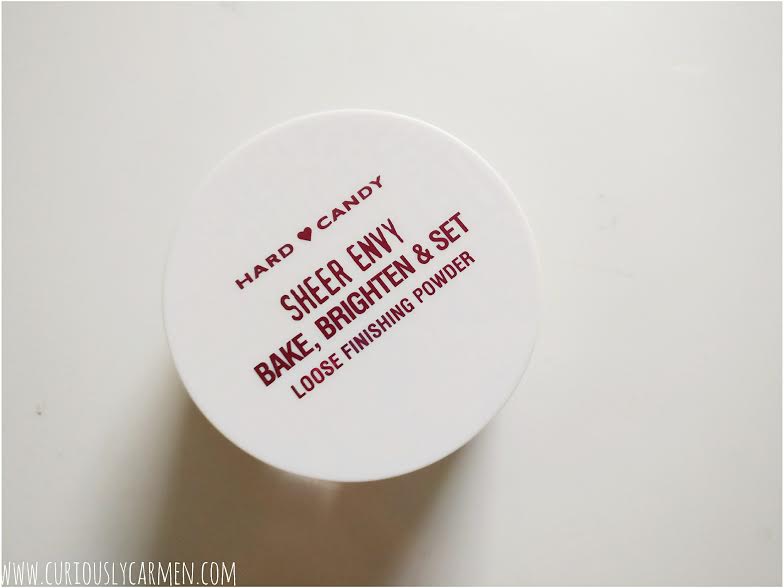 HARD ♥ CANDY
SHEER ENVY
BAKE, BRIGHTEN & SET
LOOSE FINISHING POWDER
WWW.CURIOUSLYCARMEN.COM